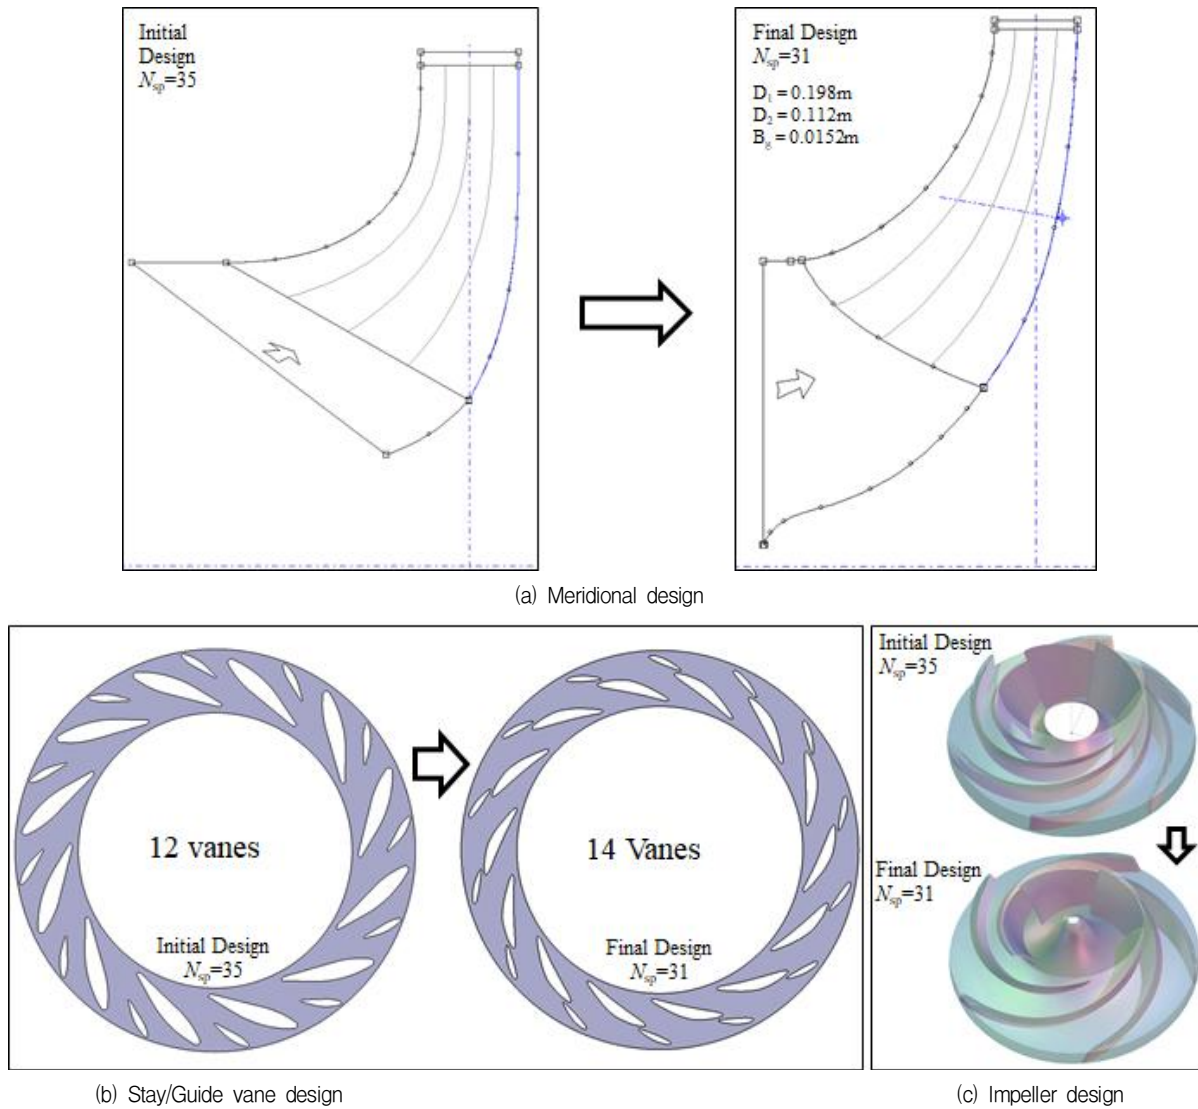 Initial
Design
Nsp=35
Final Design
Nsp=31
D1 = 0.198m
D2 = 0.112m
Bg = 0.0152m
(a) Meridional design
12 vanes
Initial Design
Nsp=35
14 Vanes
Final Design
Nsp=31
(b) Stay/Guide vane design
Initial Design
Nsp=35
Final Design
Nsp=31
(c) Impeller design